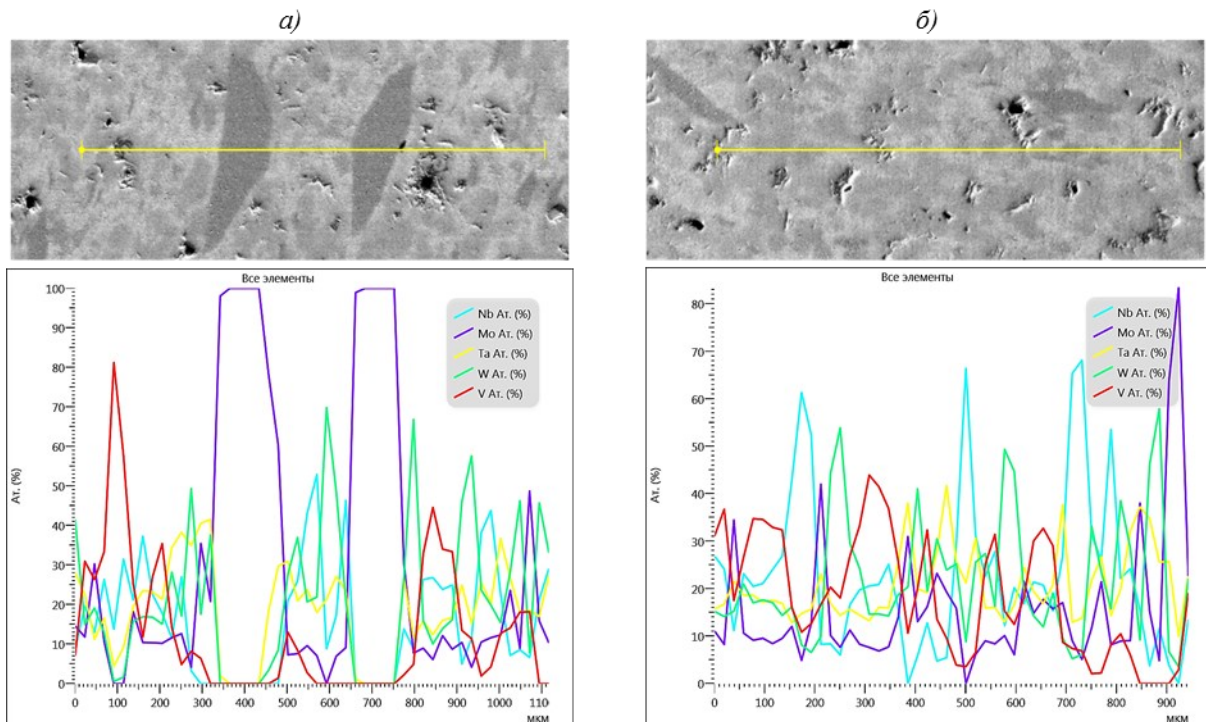 а)
б)
Все элементы
Ат. (%)
100
90
80
70
60
50
40
30
20
10
0
Nb Ат. (%)
Mo Ат. (%)
Ta Ат. (%)
W Ат. (%)
V Ат. (%)
0 100 200 300 400 500 600 700 800 900 1000 1100
мкм
Все элементы
Ат. (%)
80
70
60
50
40
30
20
10
0
Nb Ат. (%)
Mo Ат. (%)
Ta Ат. (%)
W Ат. (%)
V Ат. (%)
0 100 200 300 400 500 600 700 800 900
мкм